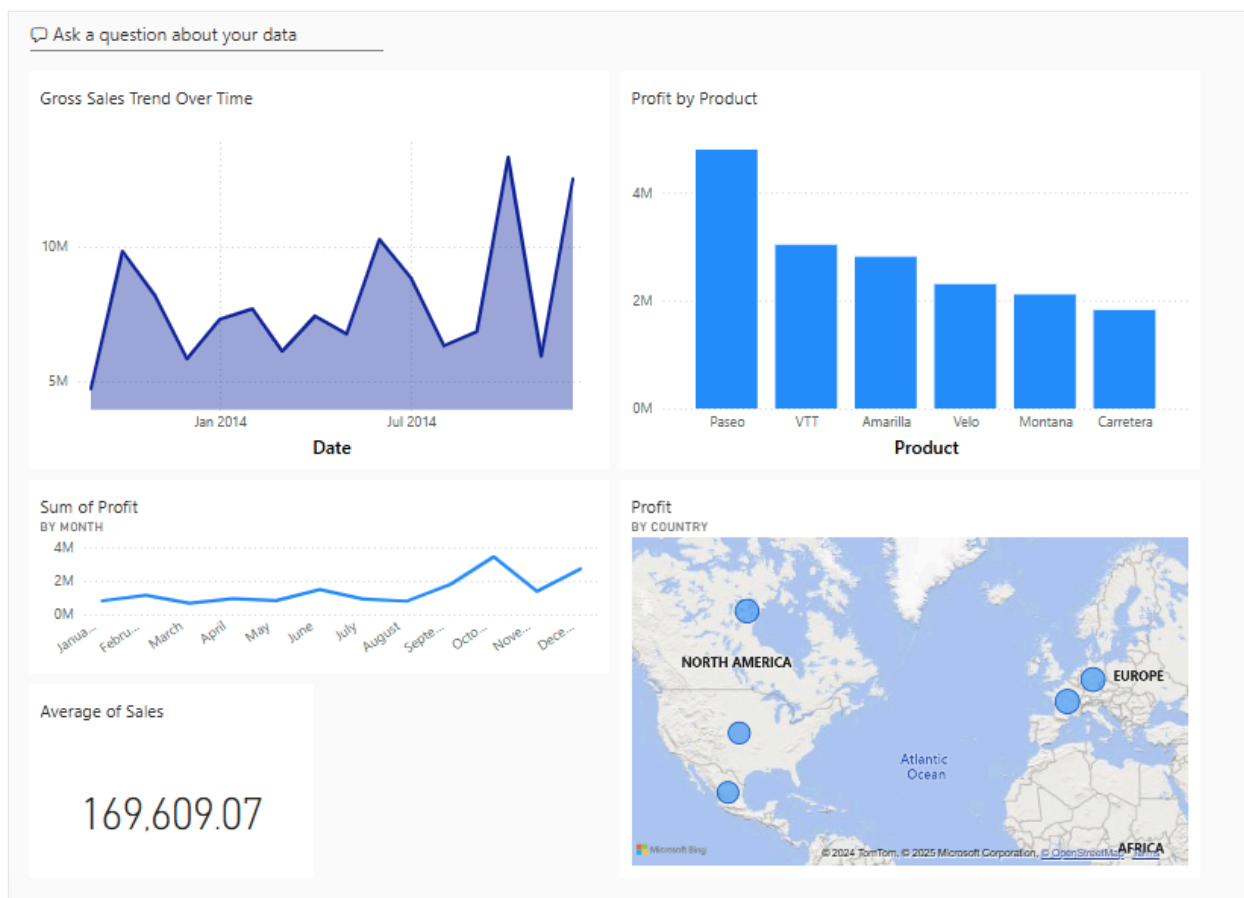 Ask a question about your data
Gross Sales Trend Over Time
10M
5M
Jan 2014
Jul 2014
Date
Profit by Product
4M
2M
0M
Paseo
VTT
Amarilla
Velo
Montana
Carretera
Product
Sum of Profit
BY MONTH
4M
2M
0M
Janua...
Febru...
March
April
May
June
July
August
Septe...
Octo...
Nove...
Dece...
Average of Sales
169,609.07
Profit
BY COUNTRY
NORTH AMERICA
EUROPE
Atlantic
Ocean
AFRICA
Microsoft Bing
© 2024 TomTom, © 2025 Microsoft Corporation, © OpenStreetMap Terms